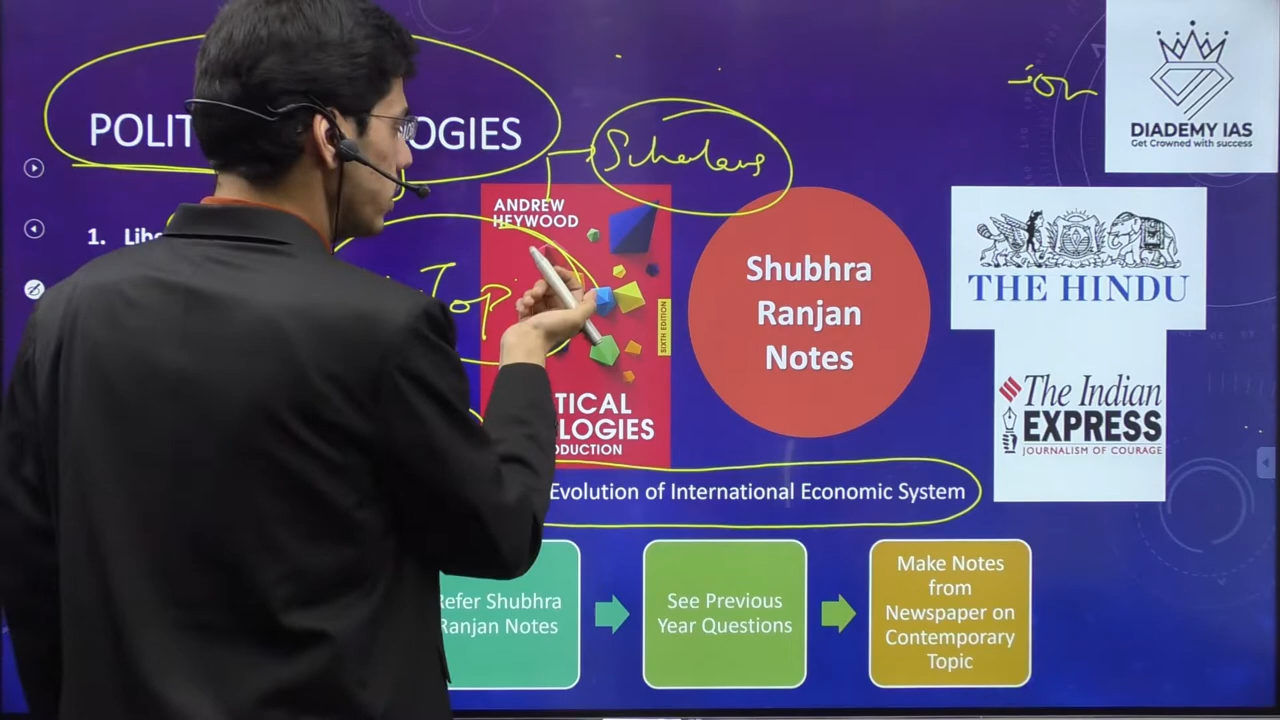 POLIT OGIES
Scholars
DIADEMY IAS
Get Crowned with success
1. Libe
Top
ANDREW
HEYWOOD
SIXTH EDITION
TICAL
LOGIES
ODUCTION
Shubhra
Ranjan
Notes
THE HINDU
The Indian
EXPRESS
JOURNALISM OF COURAGE
Evolution of International Economic System
Refer Shubhra
Ranjan Notes
See Previous
Year Questions
Make Notes
from
Newspaper on
Contemporary
Topic